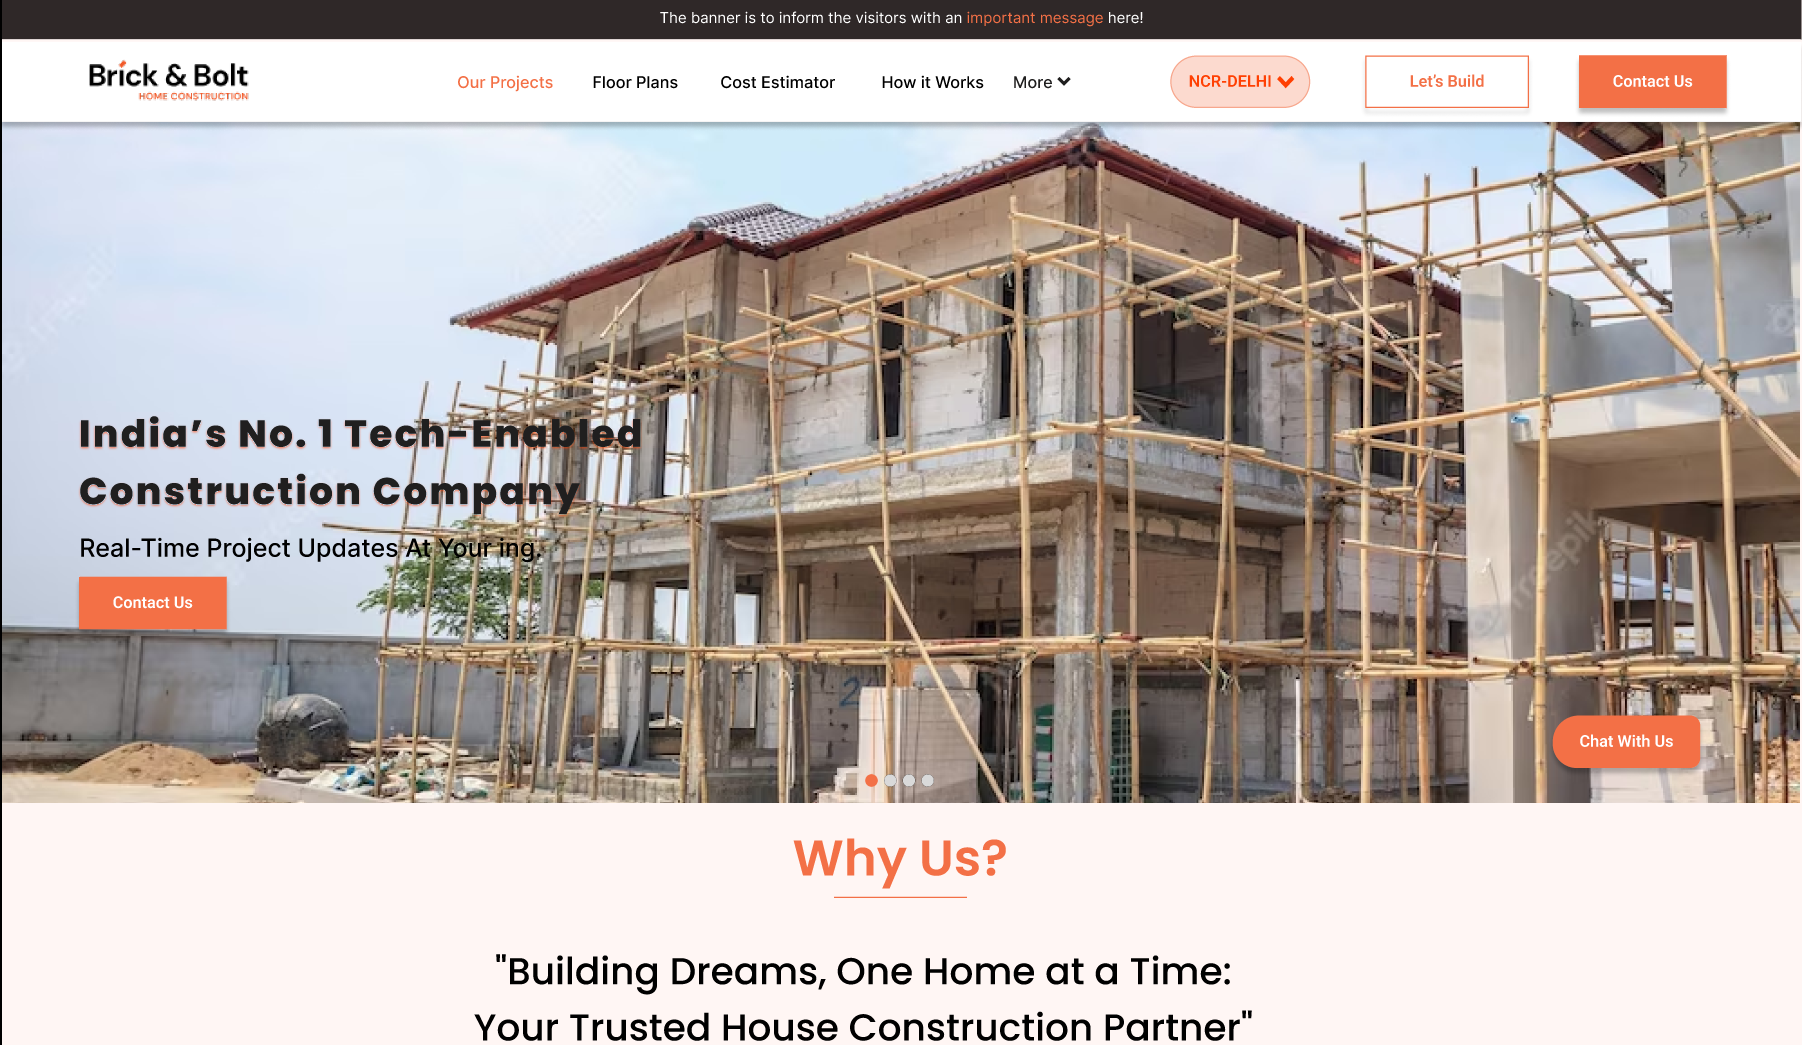 The banner is to inform the visitors with an important message here!
Brick & Bolt
HOME CONSTRUCTION
Our Projects
Floor Plans
Cost Estimator
How it Works
More
NCR-DELHI
Let's Build
Contact Us
India's No. 1 Tech-Enabled
Construction Company
Real-Time Project Updates At Your ing.
Contact Us
2
freepik
Chat With Us
Why Us?
"Building Dreams, One Home at a Time:
Your Trusted House Construction Partner"